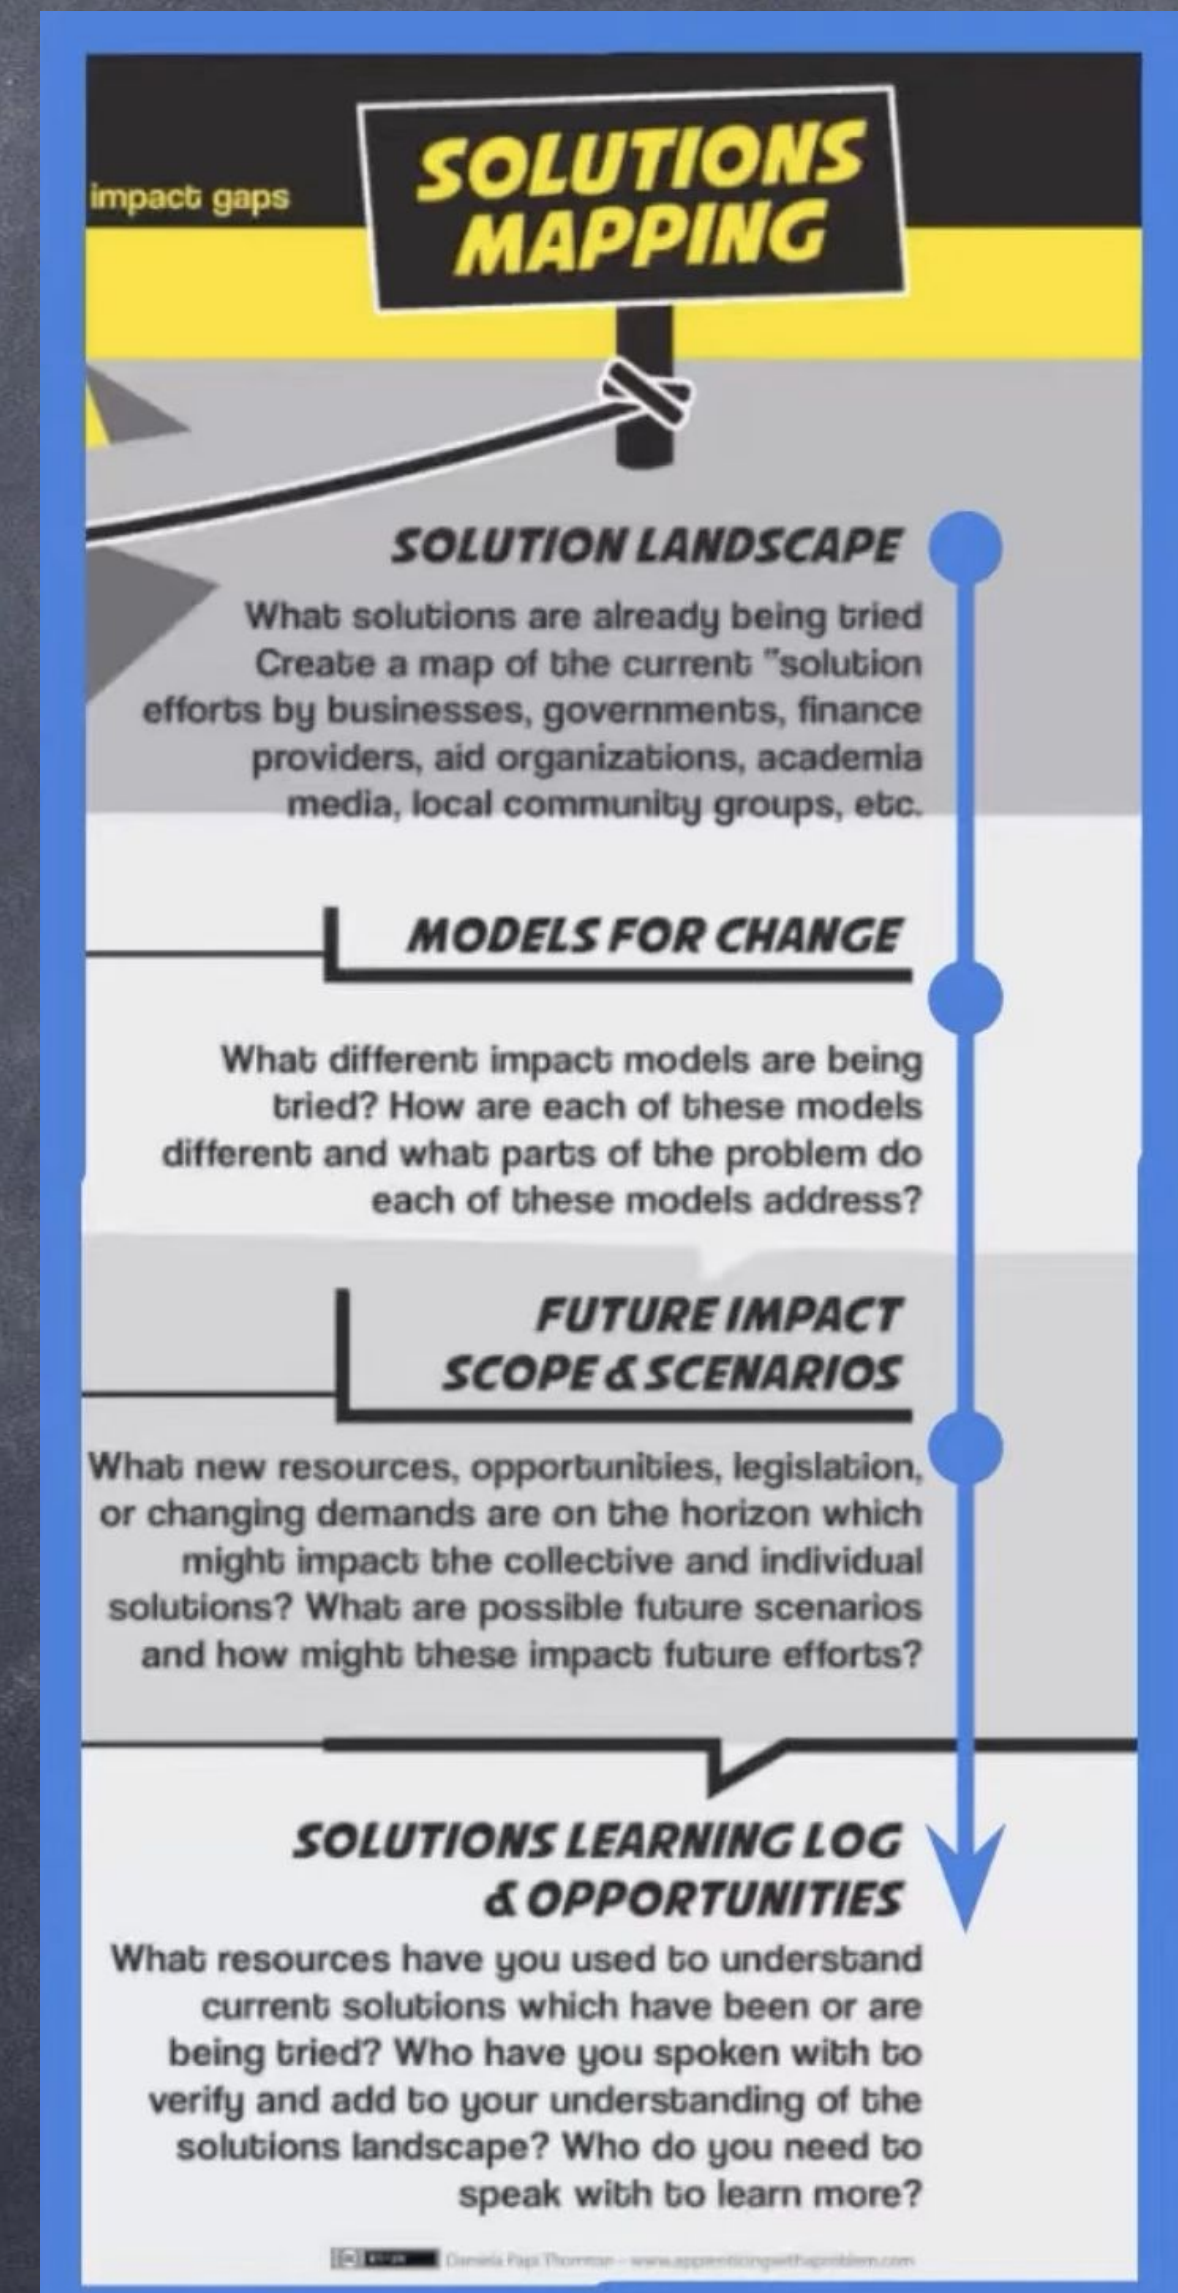 impact gaps
SOLUTIONS
MAPPING
SOLUTION LANDSCAPE
What solutions are already being tried
Create a map of the current "solution
efforts by businesses, governments, finance
providers, aid organizations, academia
media, local community groups, etc.
MODELS FOR CHANGE
What different impact models are being
tried? How are each of these models
different and what parts of the problem do
each of these models address?
FUTURE IMPACT
SCOPE & SCENARIOS
What new resources, opportunities, legislation,
or changing demands are on the horizon which
might impact the collective and individual
solutions? What are possible future scenarios
and how might these impact future efforts?
SOLUTIONS LEARNING LOG
& OPPORTUNITIES
What resources have you used to understand
current solutions which have been or are
being tried? Who have you spoken with to
verify and add to your understanding of the
solutions landscape? Who do you need to
speak with to learn more?
Daniela Papi Thornton – www.apprenticingwithaproblem.com